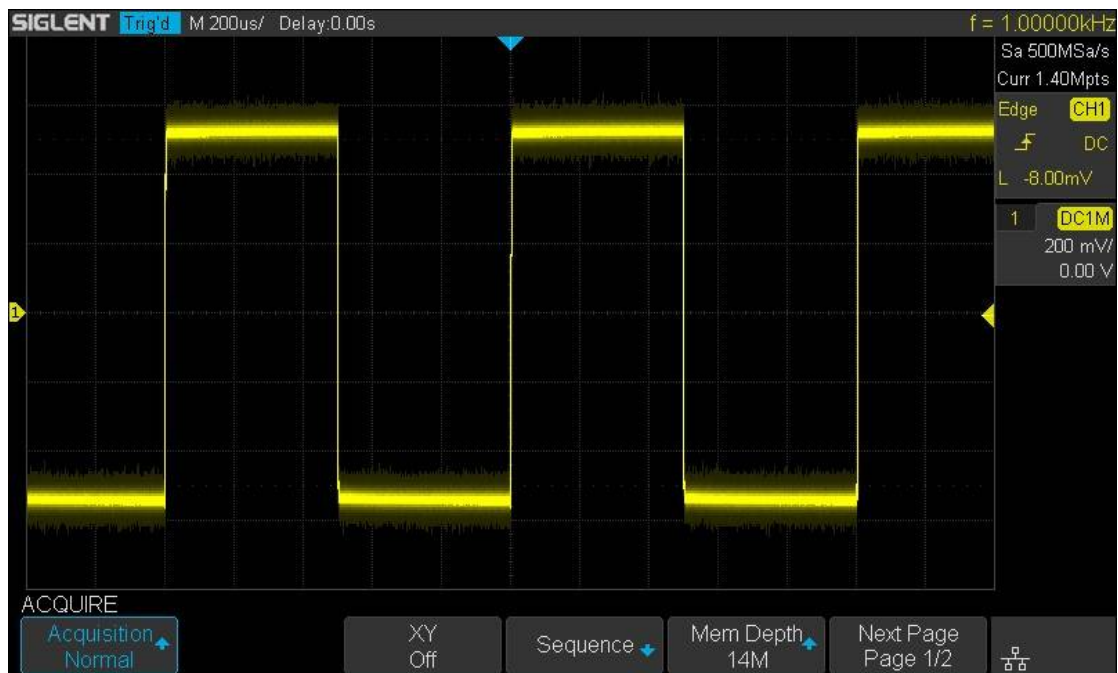 SIGLENT Trig'd M 200us/ Delay:0.00s f = 1.00000kHz
Sa 500MSa/s
Curr 1.40Mpts
Edge CH1
DC
L -8.00mV
1 DC1M
200 mV/
0.00 V
1
ACQUIRE
Acquisition
Normal
XY
Off
Sequence
Mem Depth
14M
Next Page
Page 1/2